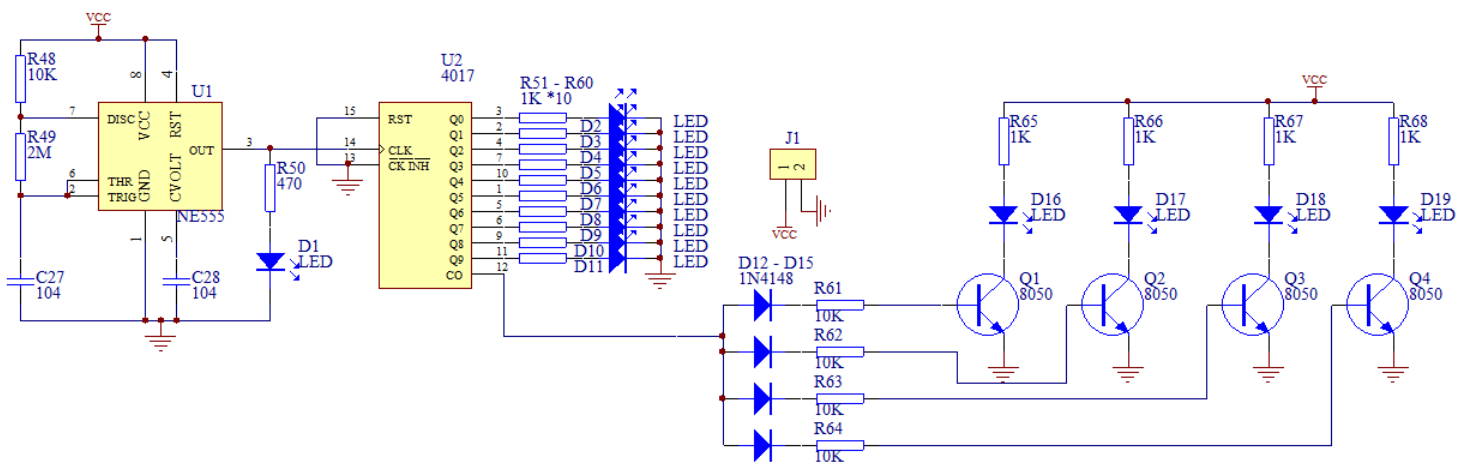 VCC
R48
10K
R49
2M
C27
104
7
6
2
8
4
1
5
3
U1
DISC
VCC
RST
OUT
THR
TRIG
GND
CVOLT
NE555
C28
104
R50
470
D1
LED
U2
4017
15
14
13
RST
CLK
CK INH
Q0
Q1
Q2
Q3
Q4
Q5
Q6
Q7
Q8
Q9
CO
3
2
4
7
10
1
5
6
9
11
12
R51 - R60
1K *10
D2
D3
D4
D5
D6
D7
D8
D9
D10
D11
LED
LED
LED
LED
LED
LED
LED
LED
LED
LED
J1
1
2
VCC
D12 - D15
1N4148
R61
10K
R62
10K
R63
10K
R64
10K
VCC
R65
1K
R66
1K
R67
1K
R68
1K
D16
LED
D17
LED
D18
LED
D19
LED
Q1
8050
Q2
8050
Q3
8050
Q4
8050